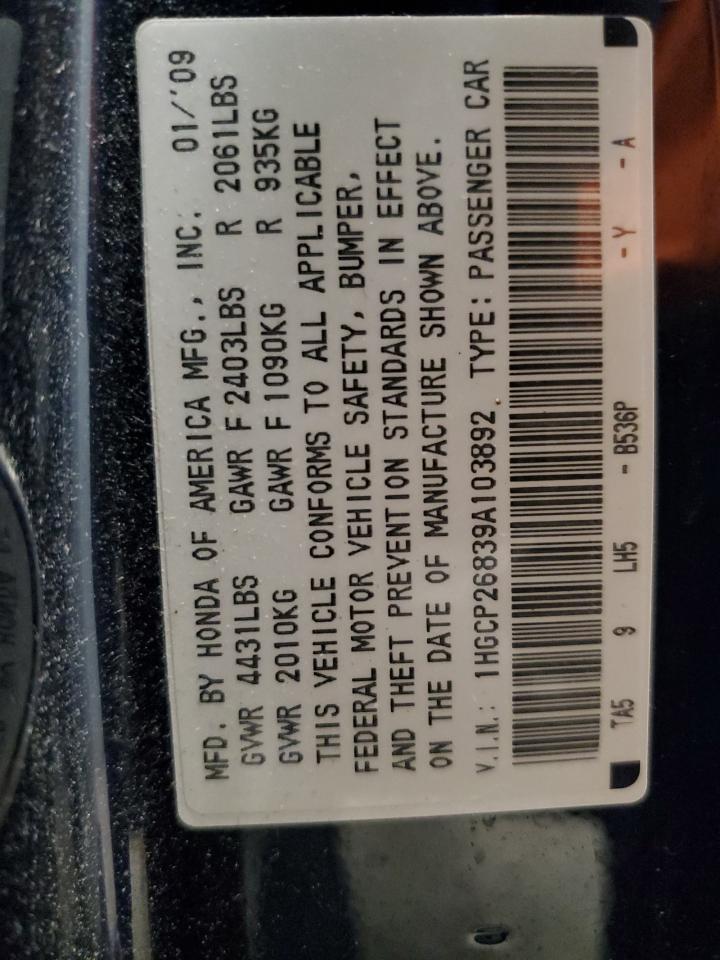 MFD. BY HONDA OF AMERICA MFG., INC. 01/'09
GVWR 4431LBS GAWR F 2403LBS R 2061LBS
GVWR 2010KG GAWR F 1090KG R 935KG
THIS VEHICLE CONFORMS TO ALL APPLICABLE
FEDERAL MOTOR VEHICLE SAFETY, BUMPER,
AND THEFT PREVENTION STANDARDS IN EFFECT
ON THE DATE OF MANUFACTURE SHOWN ABOVE.
V.I.N.: 1HGCP26839A103892 TYPE: PASSENGER CAR
TA5 9 LH5 - B536P - Y - A